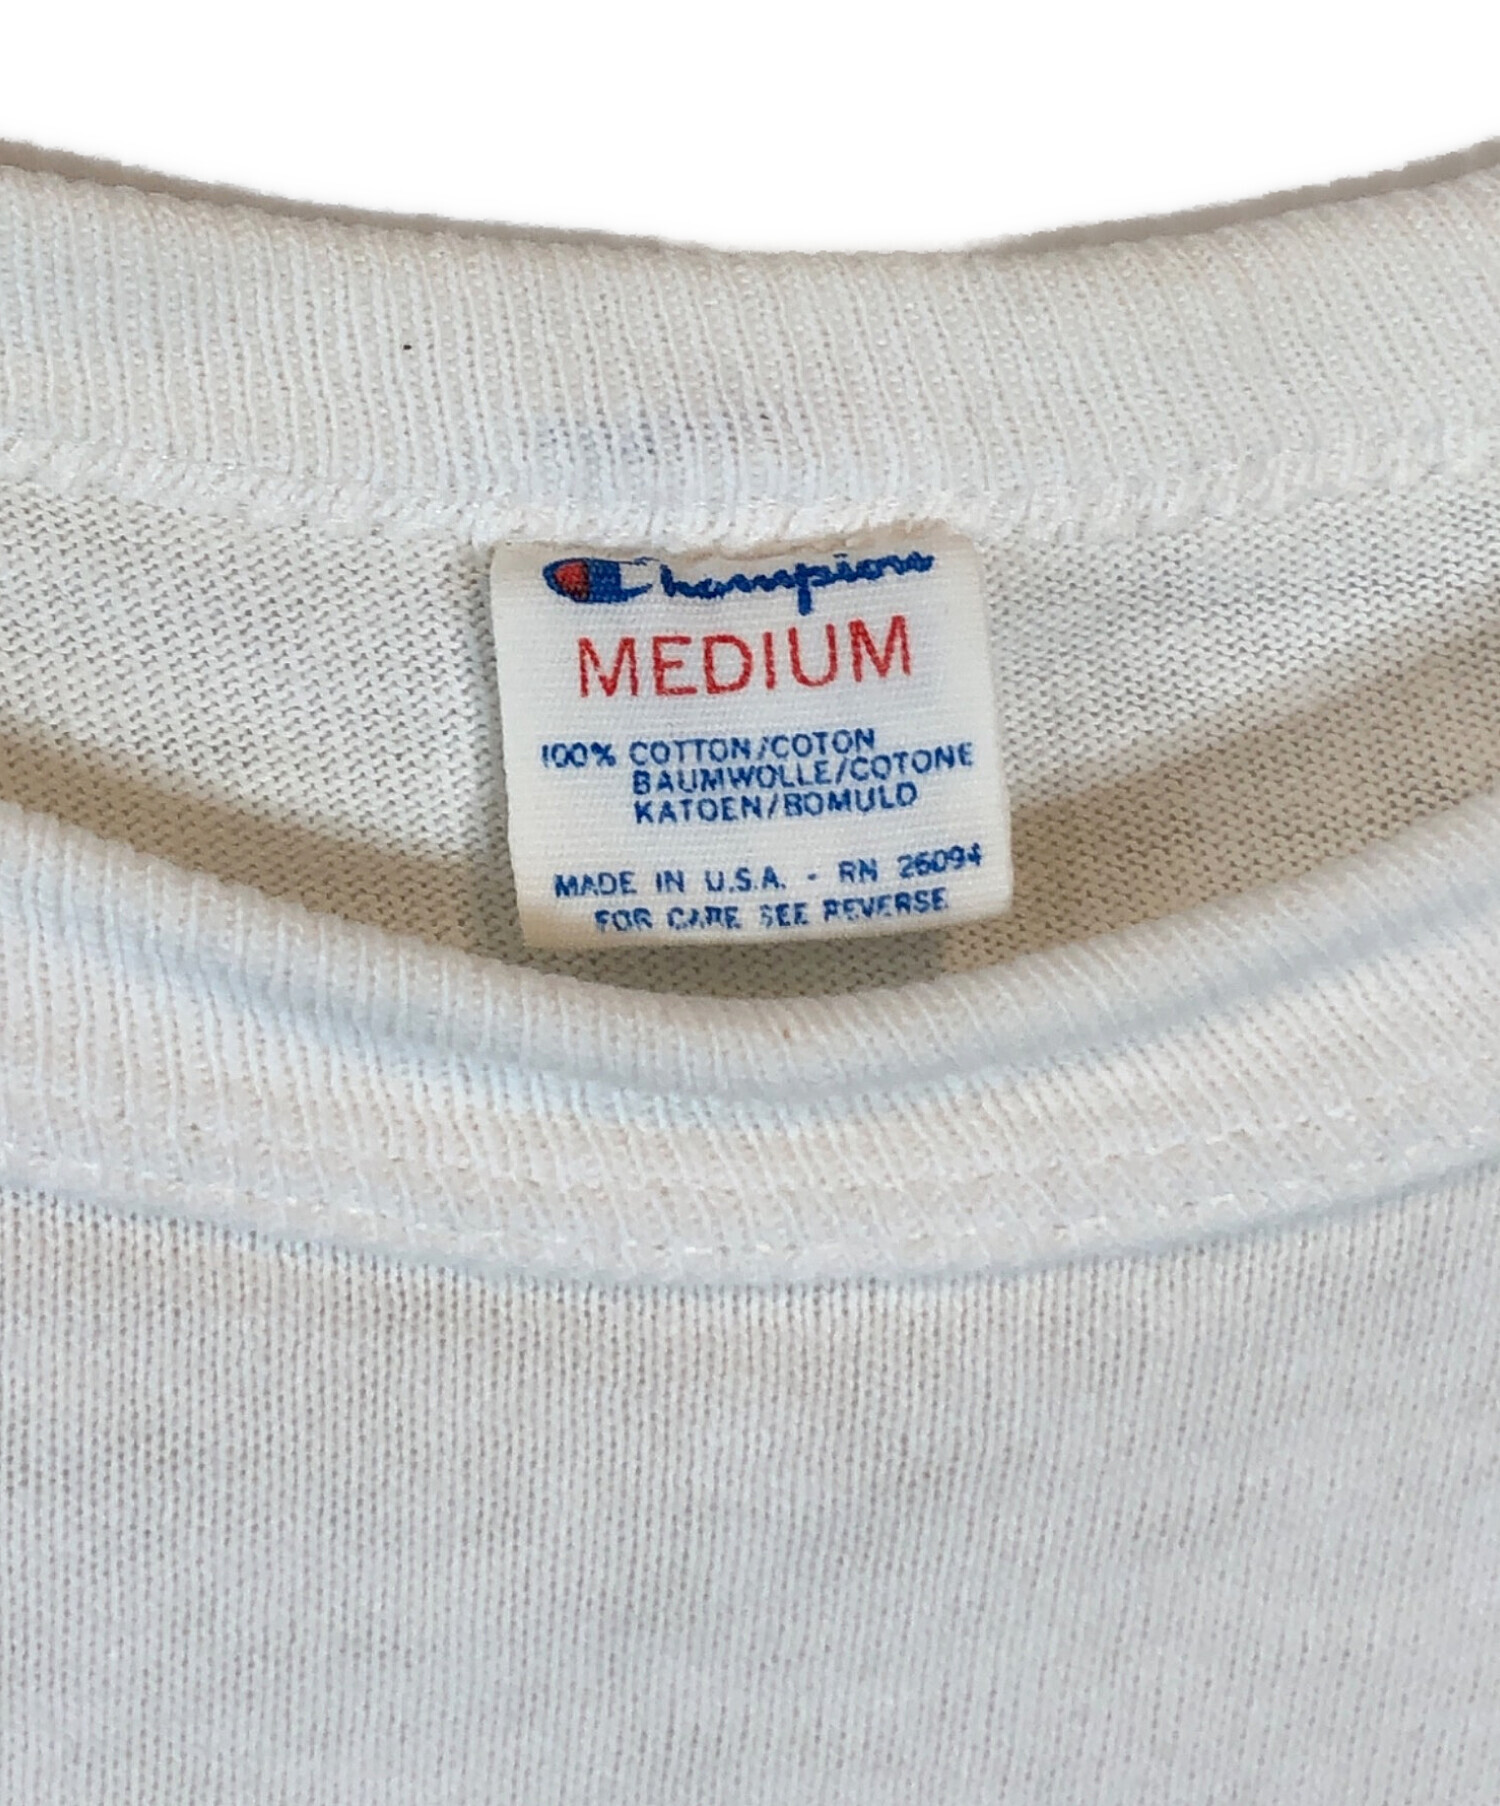 Champion
MEDIUM
100% COTTON/COTON
BAUMWOLLE/COTONE
KATOEN/BOMULD
MADE IN U.S.A. - RN 26094
FOR CARE SEE REVERSE